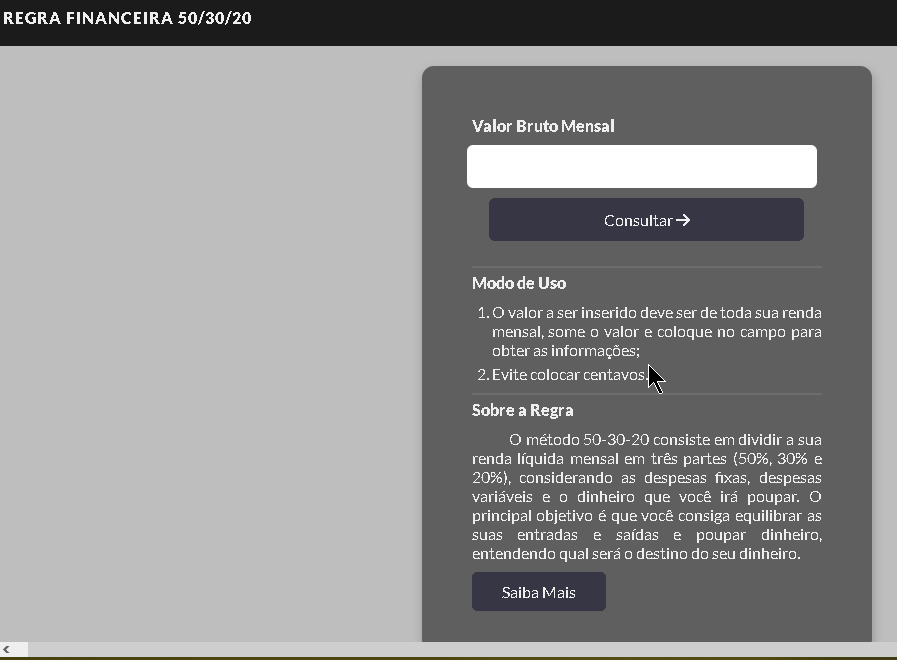 REGRA FINANCEIRA 50/30/20
Valor Bruto Mensal
Consultar
Modo de Uso
1. O valor a ser inserido deve ser de toda sua renda
mensal, some o valor e coloque no campo para
obter as informações;
2. Evite colocar centavos.
Sobre a Regra
O método 50-30-20 consiste em dividir a sua
renda líquida mensal em três partes (50%, 30% e
20%), considerando as despesas fixas, despesas
variáveis e o dinheiro que você irá poupar. O
principal objetivo é que você consiga equilibrar as
suas entradas e saídas e poupar dinheiro,
entendendo qual será o destino do seu dinheiro.
Saiba Mais